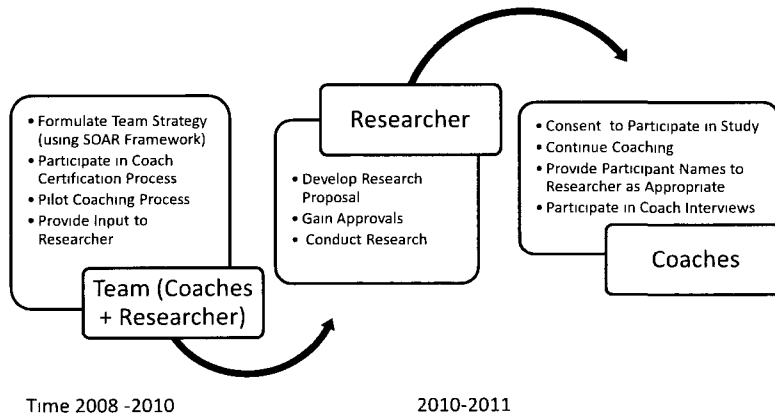 • Formulate Team Strategy
(using SOAR Framework)
• Participate in Coach
Certification Process
• Pilot Coaching Process
• Provide Input to
Researcher
Team (Coaches
+ Researcher)
Researcher
• Develop Research
Proposal
• Gain Approvals
• Conduct Research
• Consent to Participate in Study
• Continue Coaching
• Provide Participant Names to
Researcher as Appropriate
• Participate in Coach Interviews
Coaches
Time 2008 -2010
2010-2011